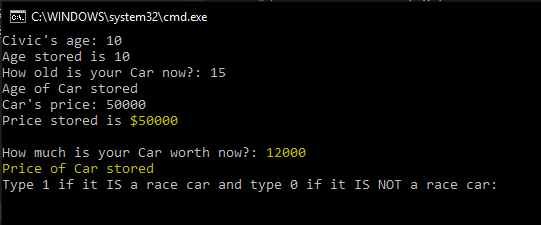 C:\WINDOWS\system32\cmd.exe
Civic's age: 10
Age stored is 10
How old is your Car now?: 15
Age of Car stored
Car's price: 50000
Price stored is $50000
How much is your Car worth now?: 12000
Price of Car stored
Type 1 if it IS a race car and type 0 if it IS NOT a race car: